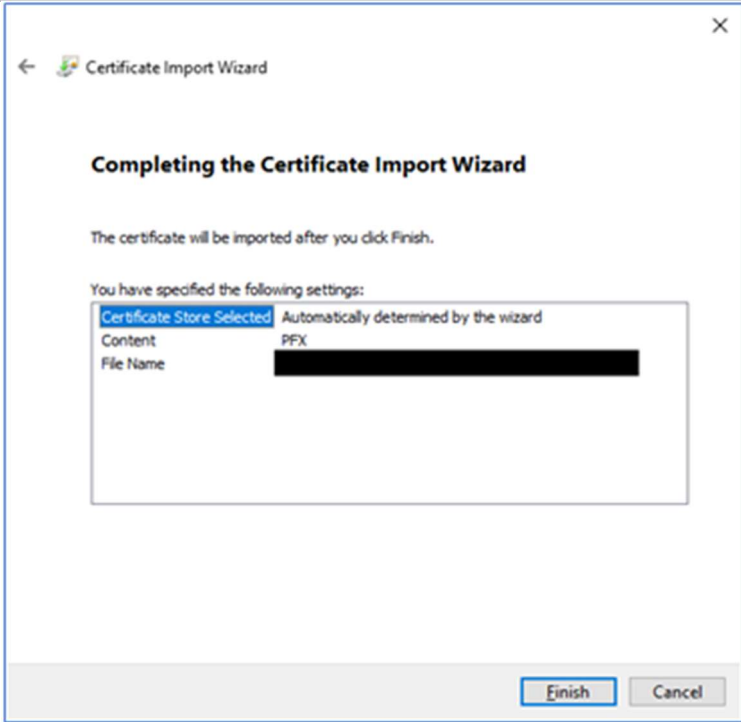 Certificate Import Wizard
Completing the Certificate Import Wizard
The certificate will be imported after you click Finish.
You have specified the following settings:
Certificate Store Selected Automatically determined by the wizard
Content PFX
File Name
Finish Cancel